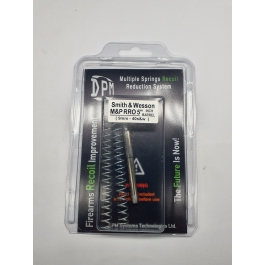 DPM
Multiple Springs Recoil
Reduction System
Smith & Wesson
M&P RRO 5"
BARREL
( 9mm - 40s&w )
Firearms Recoil Improvement
The Future Is Now!
Systems Technologies Ltd.